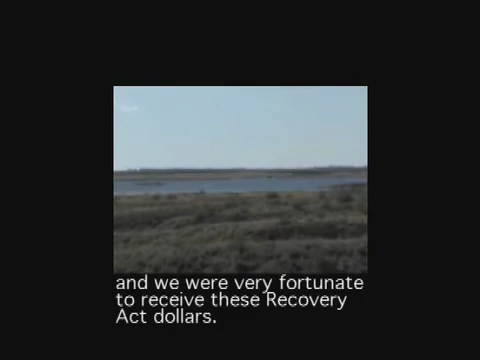 and we were very fortunate
to receive these Recovery
Act dollars.